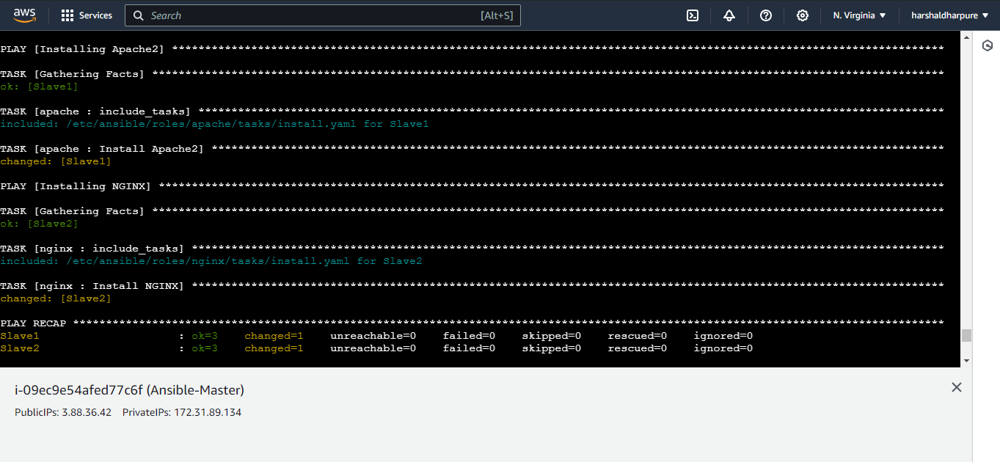 aws Services Search [Alt+S] N. Virginia harshaldharpure
PLAY [Installing Apache2] *********************************************************************************************************************
TASK [Gathering Facts] ************************************************************************************************************************
ok: [Slave1]
TASK [apache : include_tasks] *****************************************************************************************************************
included: /etc/ansible/roles/apache/tasks/install.yaml for Slave1
TASK [apache : Install Apache2] ***************************************************************************************************************
changed: [Slave1]
PLAY [Installing NGINX] ***********************************************************************************************************************
TASK [Gathering Facts] ************************************************************************************************************************
ok: [Slave2]
TASK [nginx : include_tasks] ******************************************************************************************************************
included: /etc/ansible/roles/nginx/tasks/install.yaml for Slave2
TASK [nginx : Install NGINX] ******************************************************************************************************************
changed: [Slave2]
PLAY RECAP ************************************************************************************************************************************
Slave1 : ok=3 changed=1 unreachable=0 failed=0 skipped=0 rescued=0 ignored=0
Slave2 : ok=3 changed=1 unreachable=0 failed=0 skipped=0 rescued=0 ignored=0
i-09ec9e54afed77c6f (Ansible-Master)
PublicIPs: 3.88.36.42 PrivateIPs: 172.31.89.134